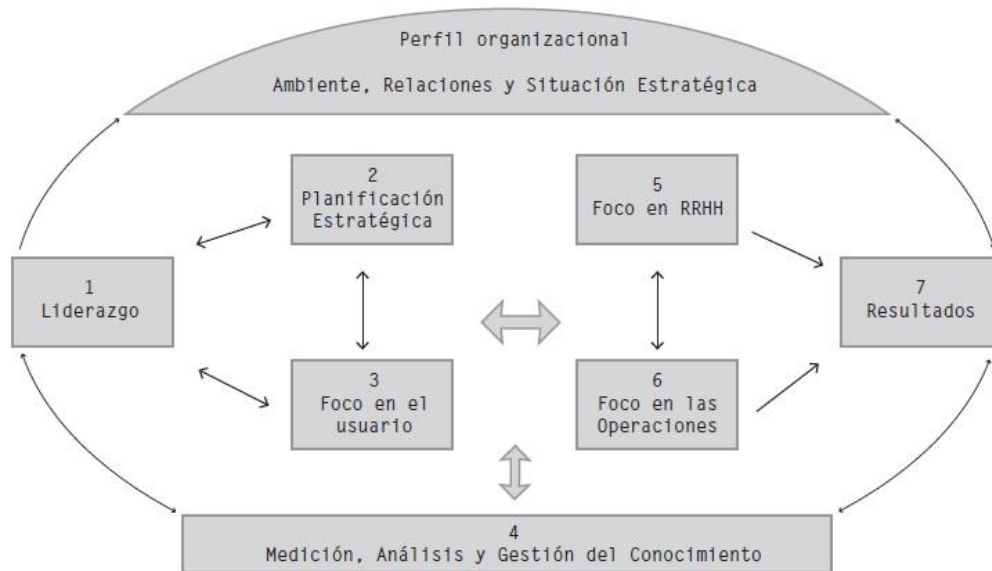 Perfil organizacional
Ambiente, Relaciones y Situación Estratégica
2
Planificación
Estratégica
5
Foco en RRHH
1
Liderazgo
7
Resultados
3
Foco en el
usuario
6
Foco en las
Operaciones
4
Medición, Análisis y Gestión del Conocimiento